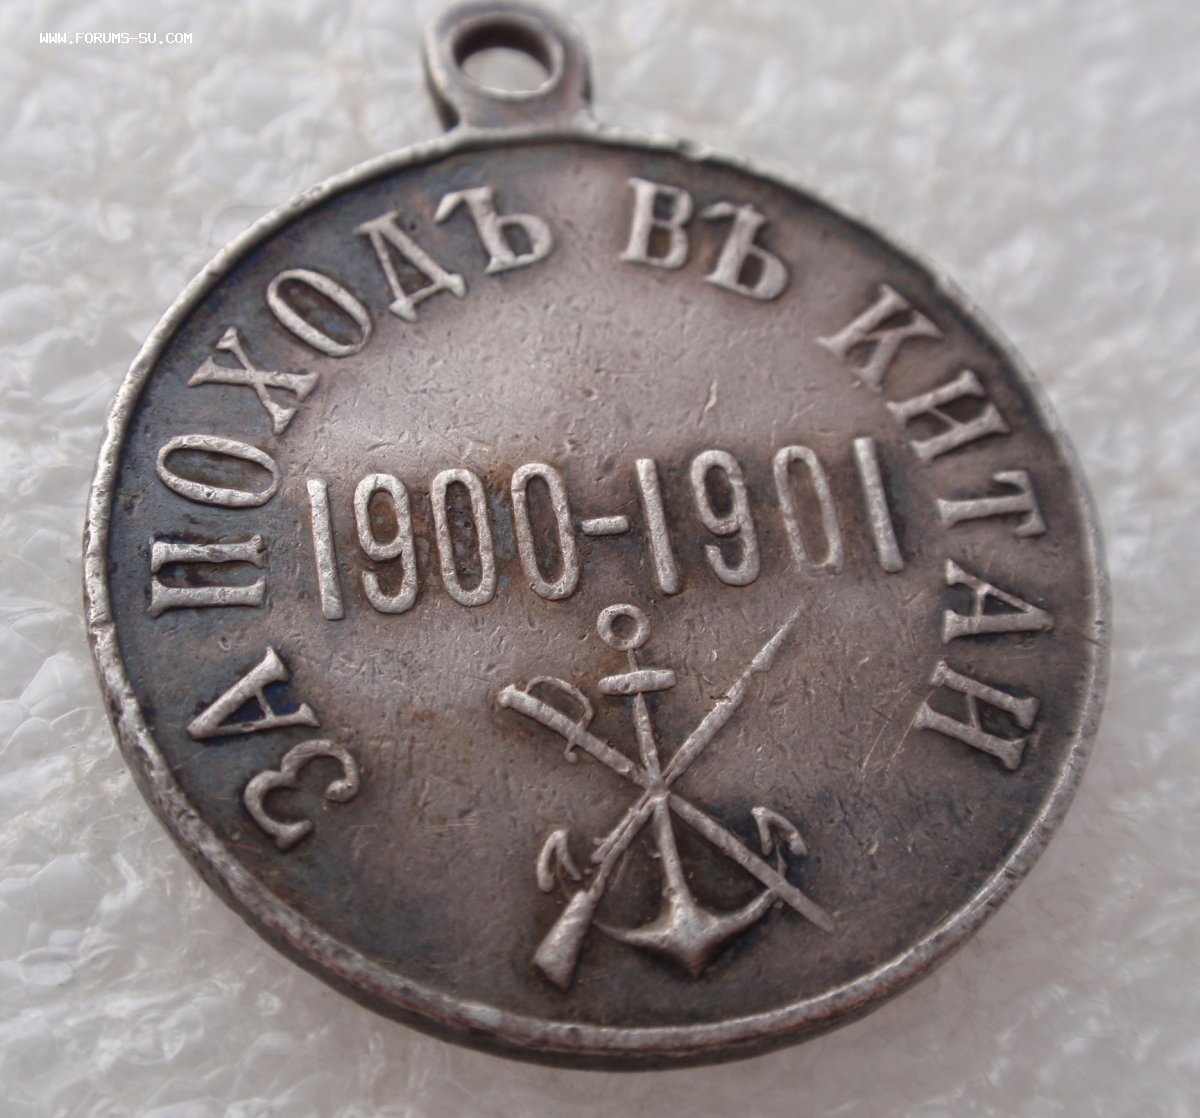 WWW.FORUMS-SU.COM
ЗА ПОХОДЪ ВЪ КИТАЙ
1900-1901